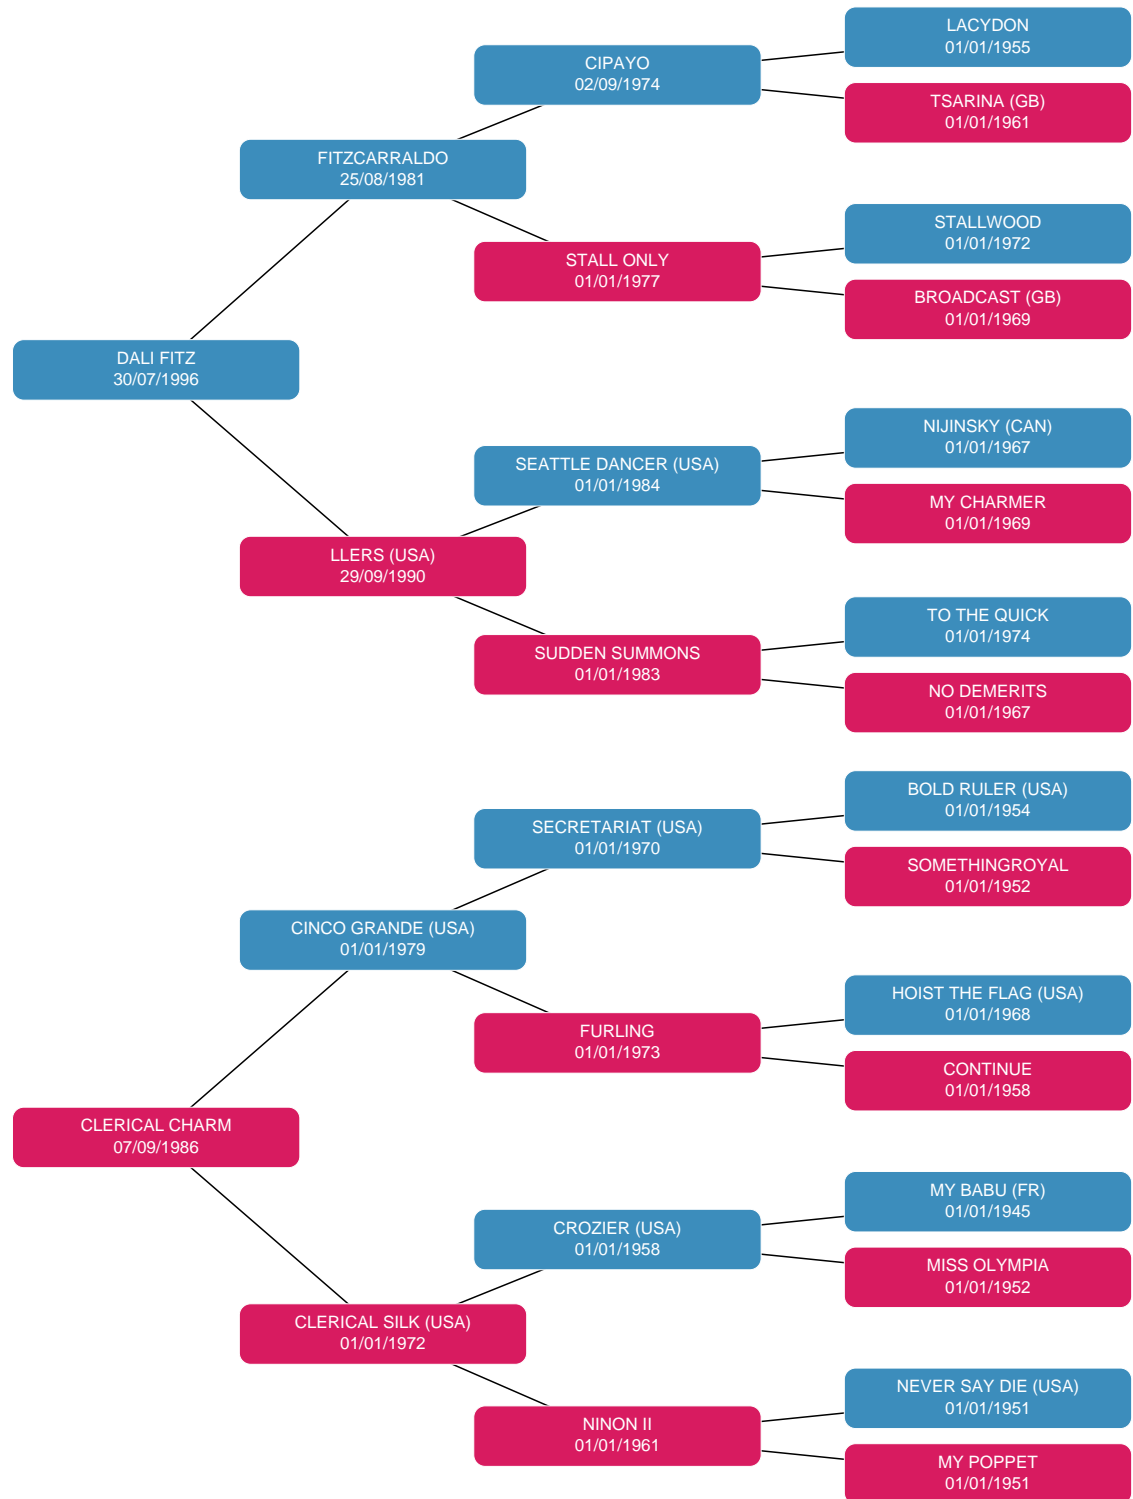 LACYDON
01/01/1955
CIPAYO
02/09/1974
TSARINA (GB)
01/01/1961
FITZCARRALDO
25/08/1981
STALLWOOD
01/01/1972
STALL ONLY
01/01/1977
BROADCAST (GB)
01/01/1969
DALI FITZ
30/07/1996
NIJINSKY (CAN)
01/01/1967
SEATTLE DANCER (USA)
01/01/1984
MY CHARMER
01/01/1969
LLERS (USA)
29/09/1990
TO THE QUICK
01/01/1974
SUDDEN SUMMONS
01/01/1983
NO DEMERITS
01/01/1967
BOLD RULER (USA)
01/01/1954
SECRETARIAT (USA)
01/01/1970
SOMETHINGROYAL
01/01/1952
CINCO GRANDE (USA)
01/01/1979
HOIST THE FLAG (USA)
01/01/1968
FURLING
01/01/1973
CONTINUE
01/01/1958
CLERICAL CHARM
07/09/1986
MY BABU (FR)
01/01/1945
CROZIER (USA)
01/01/1958
MISS OLYMPIA
01/01/1952
CLERICAL SILK (USA)
01/01/1972
NEVER SAY DIE (USA)
01/01/1951
NINON II
01/01/1961
MY POPPET
01/01/1951